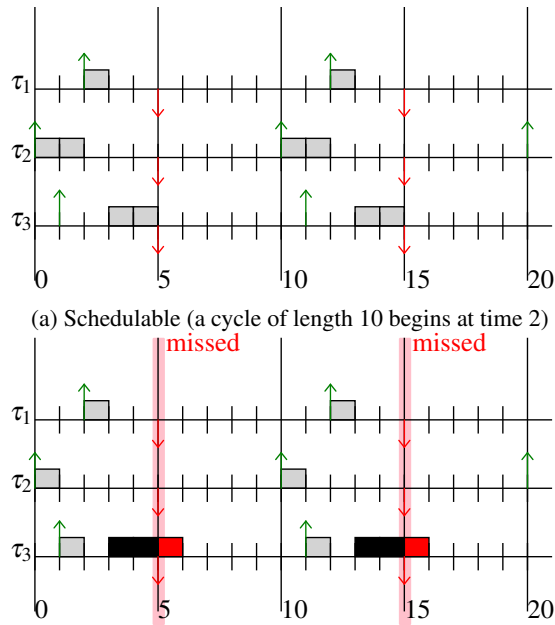 τ1
τ2
τ3
0 5 10 15 20
(a) Schedulable (a cycle of length 10 begins at time 2)
missed missed
τ1
τ2
τ3
0 5 10 15 20